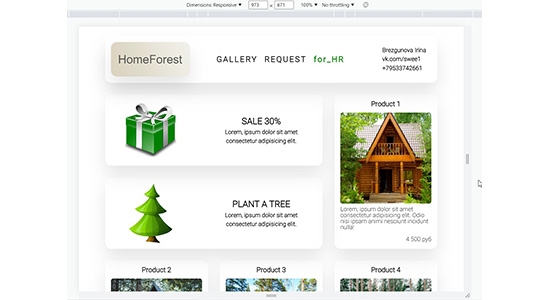 Dimensions: Responsive ▼ 973 x 671 100% ▼ No throttling ▼
HomeForest
GALLERY REQUEST for_HR
Brezgunova Irina
vk.com/swee1
+79533742661
SALE 30%
Lorem, ipsum dolor sit amet
consectetur adipisicing elit.
PLANT A TREE
Lorem, ipsum dolor sit amet
consectetur adipisicing elit.
Product 1
Lorem, ipsum dolor sit amet
consectetur adipisicing elit. Odio
nisi ipsam animi nesciunt incidunt
nulla!
4 500 руб
Product 2
Product 3
Product 4